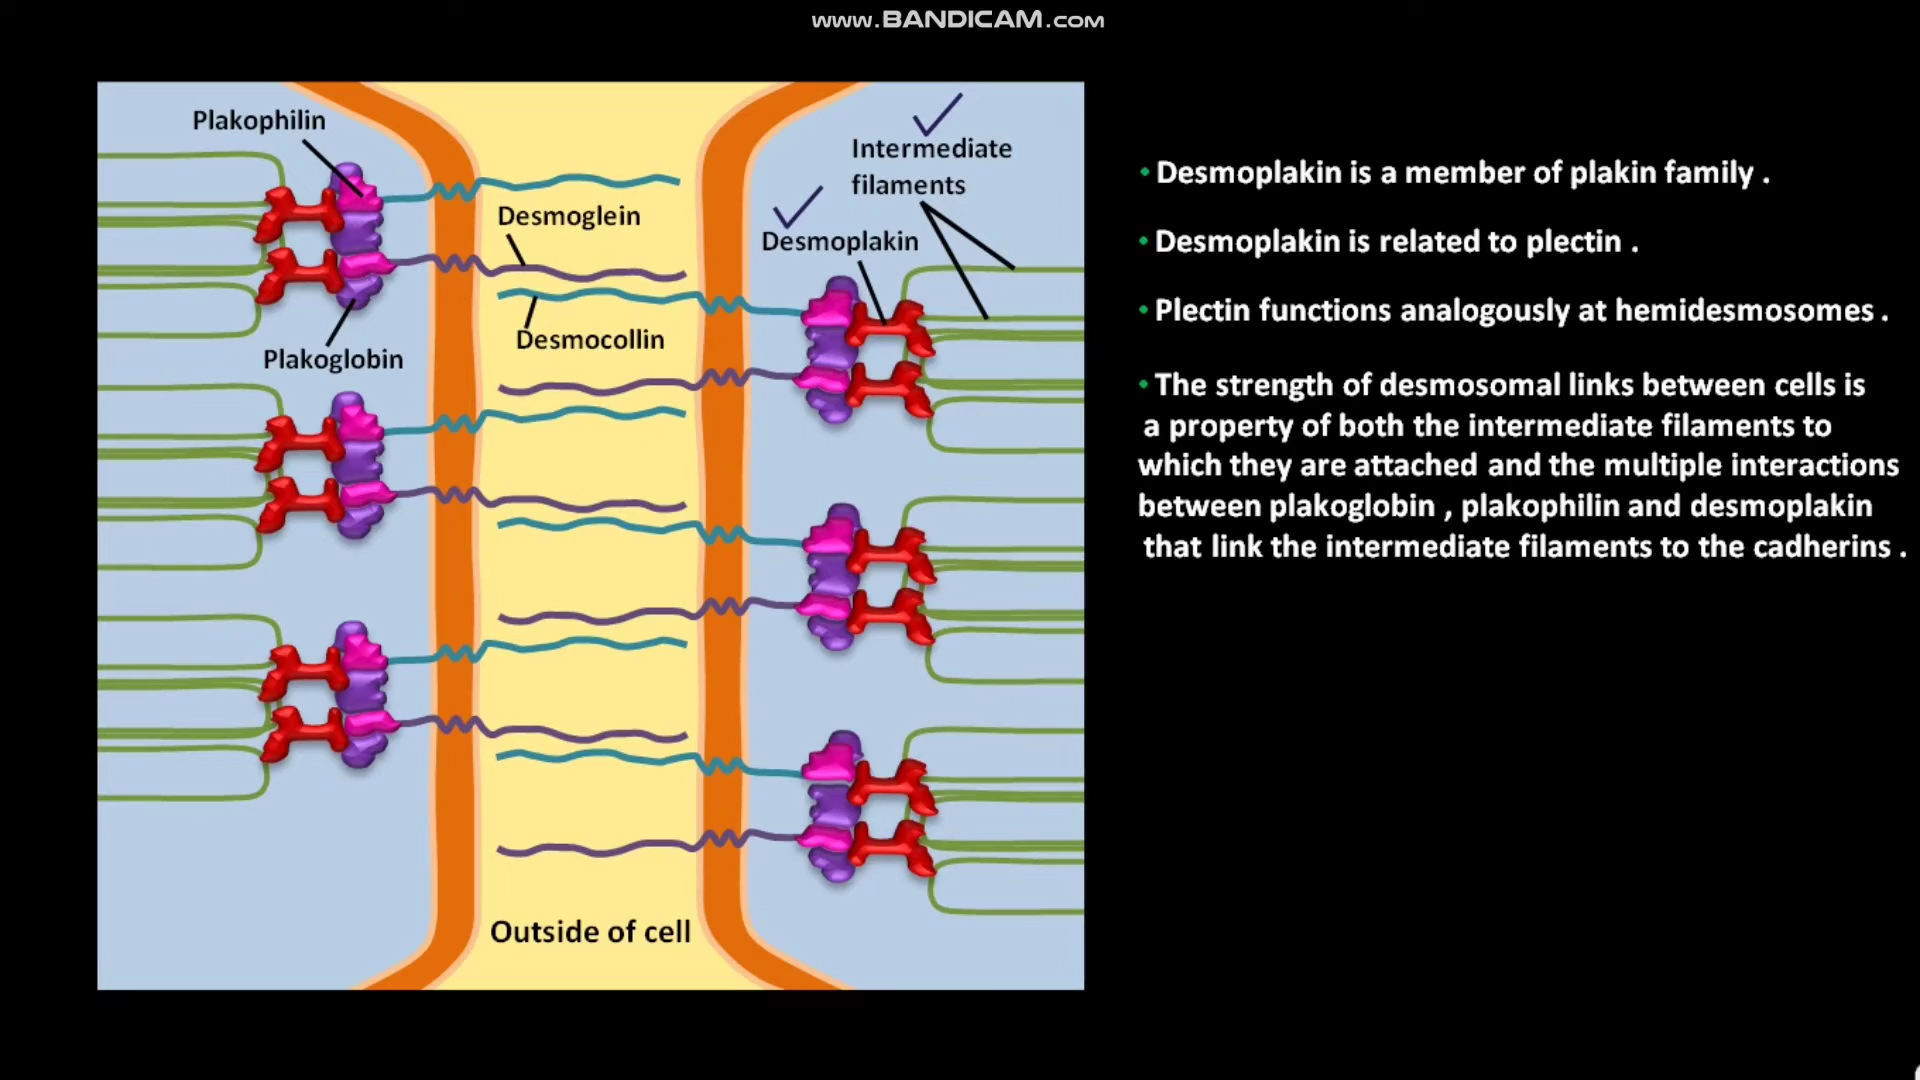 www.BANDICAM.com
Plakophilin
Intermediate
filaments
Desmoglein
Desmoplakin
Desmocollin
Plakoglobin
Outside of cell
• Desmoplakin is a member of plakin family .
• Desmoplakin is related to plectin .
• Plectin functions analogously at hemidesmosomes .
• The strength of desmosomal links between cells is
a property of both the intermediate filaments to
which they are attached and the multiple interactions
between plakoglobin , plakophilin and desmoplakin
that link the intermediate filaments to the cadherins .